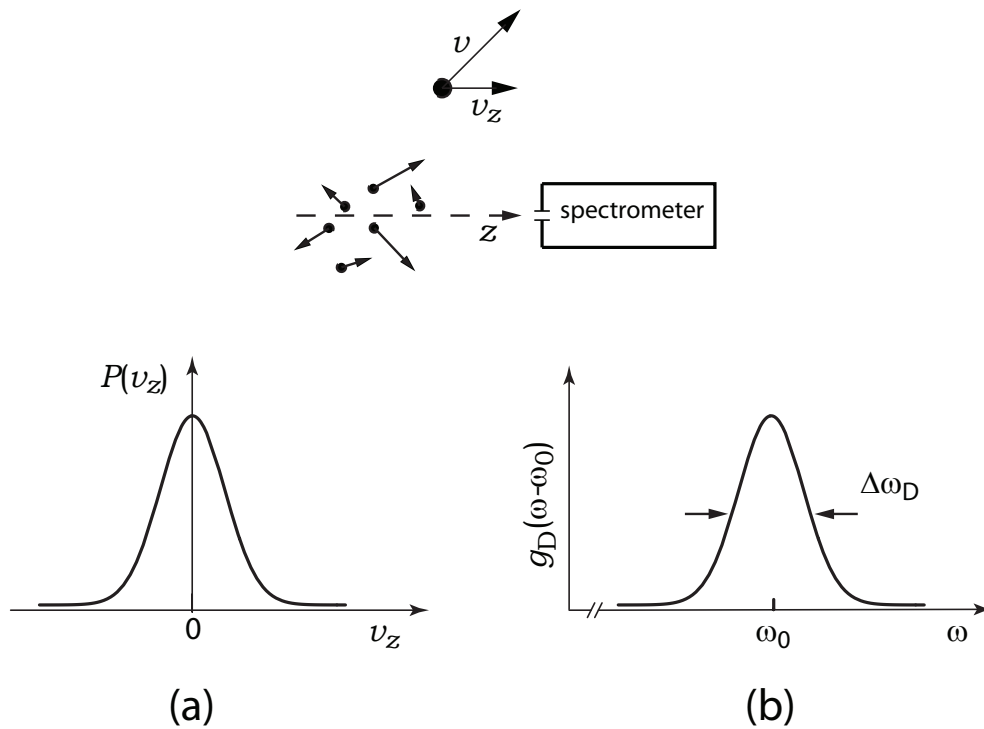 v
v_z
spectrometer
z
P(v_z)
0
v_z
g_D(ω-ω_0)
Δω_D
ω_0
ω
(a)
(b)